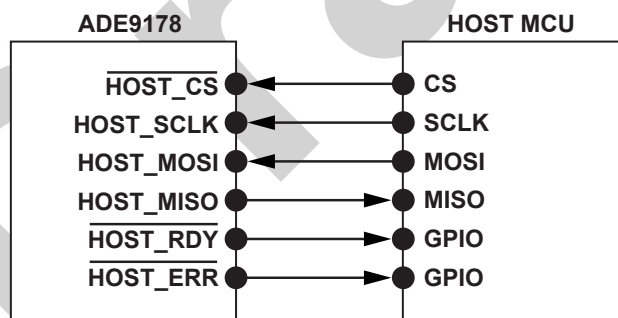 ADE9178 HOST MCU
HOST_CS CS
HOST_SCLK SCLK
HOST_MOSI MOSI
HOST_MISO MISO
HOST_RDY GPIO
HOST_ERR GPIO